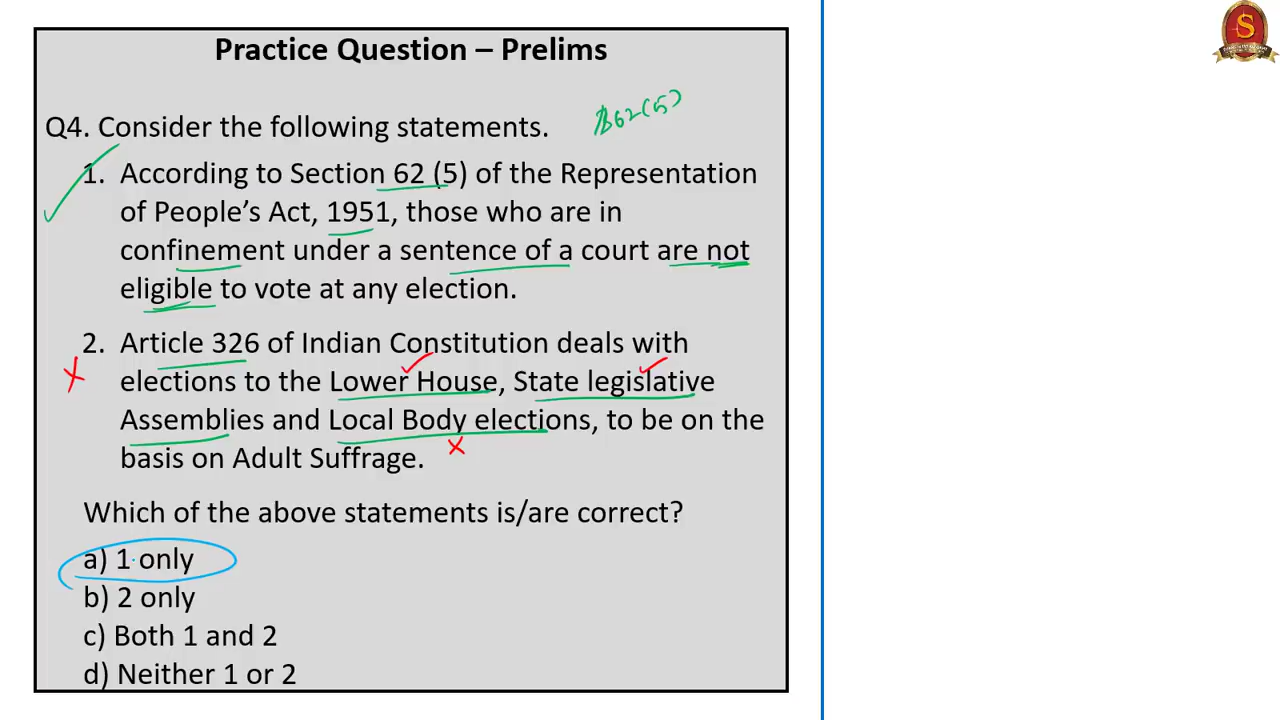 Practice Question – Prelims
Q4. Consider the following statements.
62(5)
1. According to Section 62 (5) of the Representation
of People's Act, 1951, those who are in
confinement under a sentence of a court are not
eligible to vote at any election.
2. Article 326 of Indian Constitution deals with
elections to the Lower House, State legislative
Assemblies and Local Body elections, to be on the
basis on Adult Suffrage.
Which of the above statements is/are correct?
a) 1 only
b) 2 only
c) Both 1 and 2
d) Neither 1 or 2
S